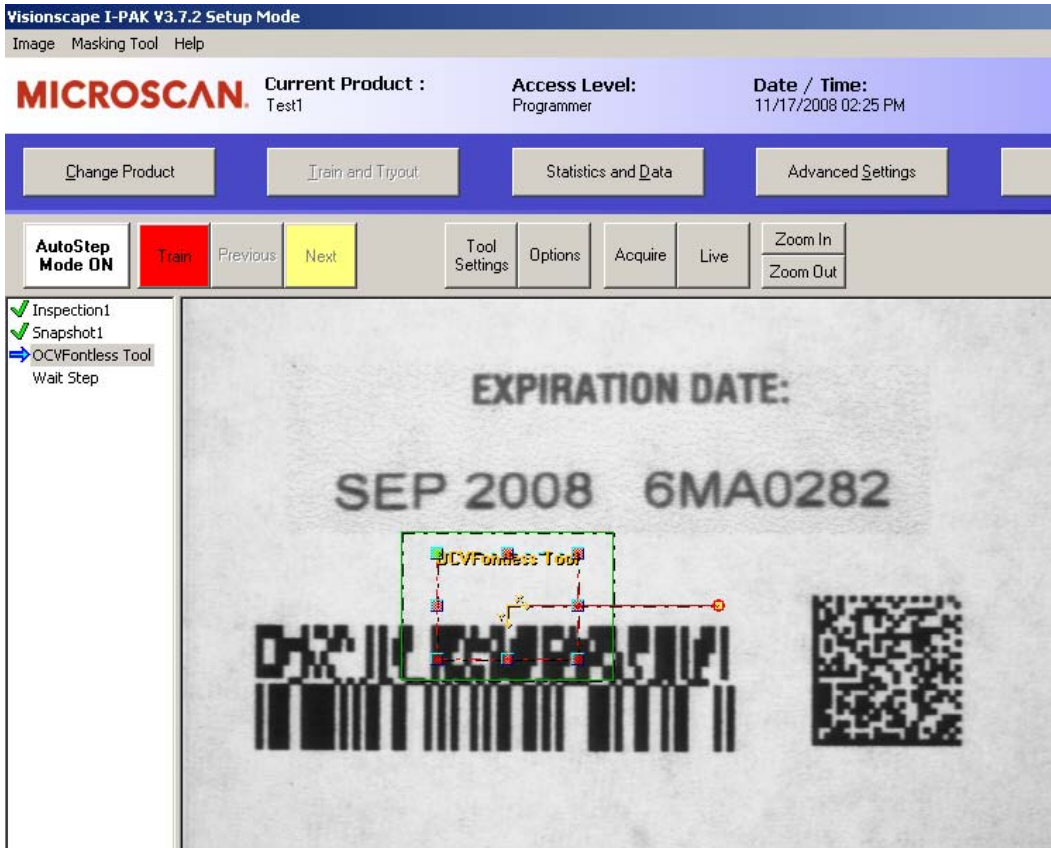 Visionscape I-PAK V3.7.2 Setup Mode
Image Masking Tool Help
MICROSCAN. Current Product : Access Level: Date / Time:
Test1 Programmer 11/17/2008 02:25 PM
Change Product Train and Tryout Statistics and Data Advanced Settings
AutoStep Mode ON Train Previous Next Tool Settings Options Acquire Live Zoom In
Zoom Out
Inspection1
Snapshot1
OCVFontless Tool
Wait Step
EXPIRATION DATE:
SEP 2008 6MA0282
OCVFontless Tool